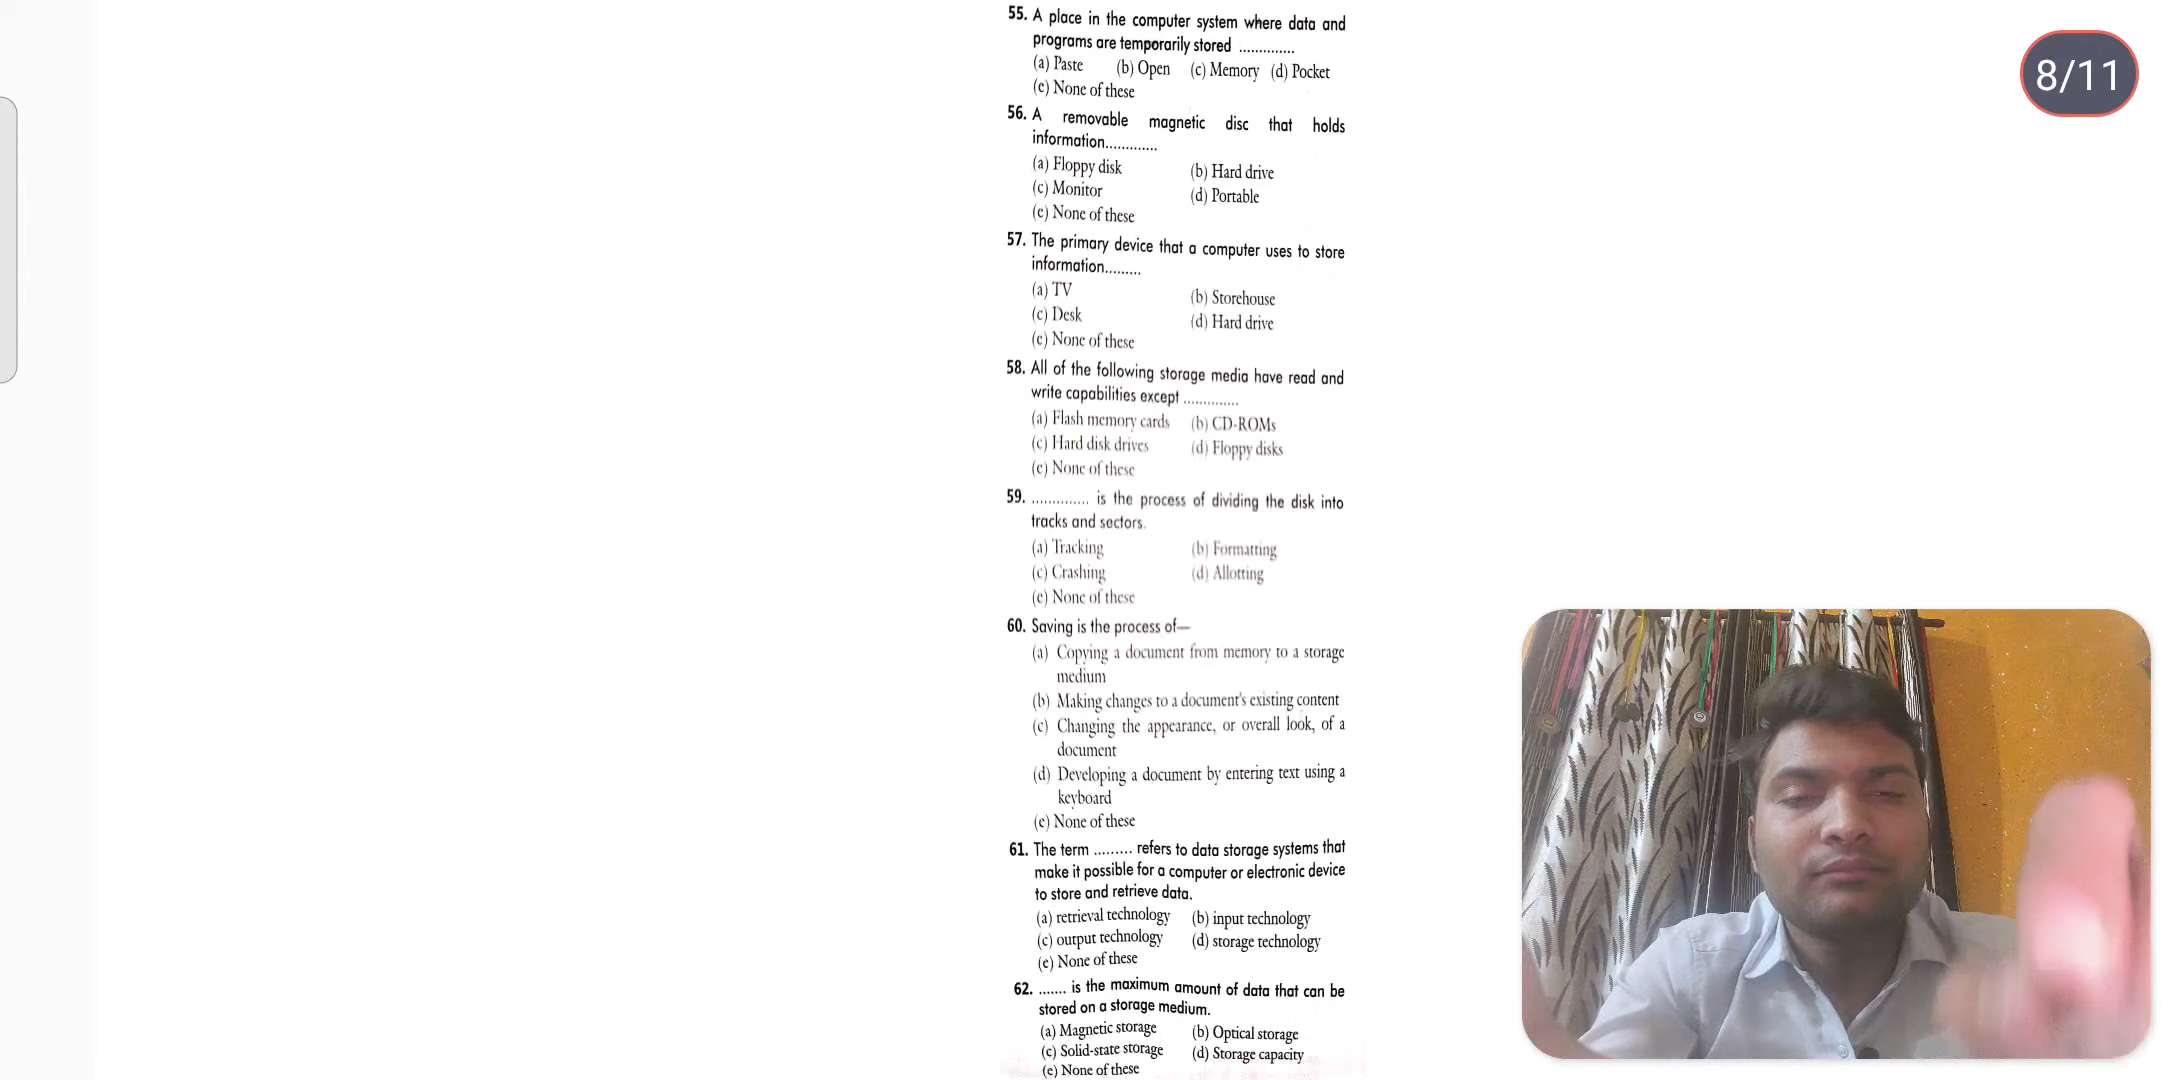 55. A place in the computer system where data and
programs are temporarily stored ..............
(a) Paste (b) Open (c) Memory (d) Pocket
(e) None of these
56. A removable magnetic disc that holds
information.............
(a) Floppy disk (b) Hard drive
(c) Monitor (d) Portable
(e) None of these
57. The primary device that a computer uses to store
information.........
(a) TV (b) Storehouse
(c) Desk (d) Hard drive
(e) None of these
58. All of the following storage media have read and
write capabilities except ..............
(a) Flash memory cards (b) CD-ROMs
(c) Hard disk drives (d) Floppy disks
(e) None of these
59. .............. is the process of dividing the disk into
tracks and sectors.
(a) Tracking (b) Formatting
(c) Crashing (d) Allotting
(e) None of these
60. Saving is the process of—
(a) Copying a document from memory to a storage
medium
(b) Making changes to a document's existing content
(c) Changing the appearance, or overall look, of a
document
(d) Developing a document by entering text using a
keyboard
(e) None of these
61. The term ......... refers to data storage systems that
make it possible for a computer or electronic device
to store and retrieve data.
(a) retrieval technology (b) input technology
(c) output technology (d) storage technology
(e) None of these
62. ....... is the maximum amount of data that can be
stored on a storage medium.
(a) Magnetic storage (b) Optical storage
(c) Solid-state storage (d) Storage capacity
(e) None of these
8/11